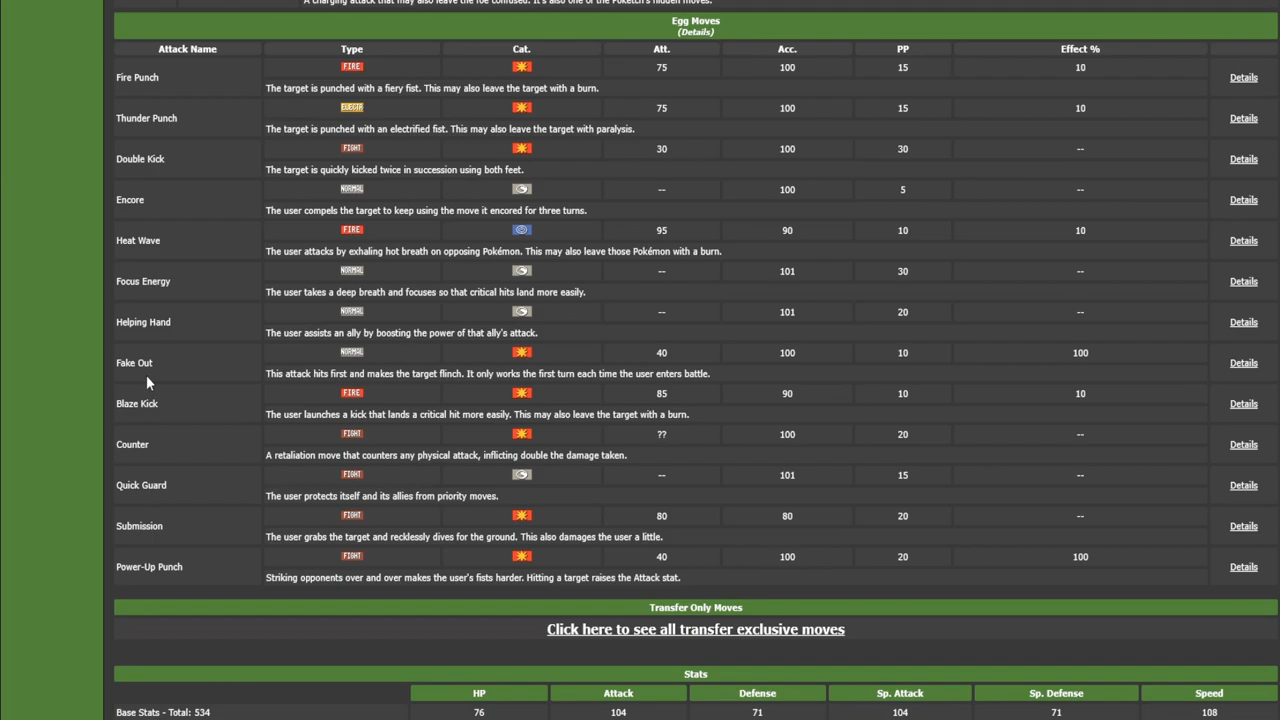 A charging attack that may also leave the foe confused. It's also one of the Pokétch's hidden moves.
Egg Moves
(Details)
Attack Name Type Cat. Att. Acc. PP Effect %
Fire Punch FIRE 75 100 15 10 Details
The target is punched with a fiery fist. This may also leave the target with a burn.
Thunder Punch ELECTR 75 100 15 10 Details
The target is punched with an electrified fist. This may also leave the target with paralysis.
Double Kick FIGHT 30 100 30 -- Details
The target is quickly kicked twice in succession using both feet.
Encore NORMAL -- 100 5 -- Details
The user compels the target to keep using the move it encored for three turns.
Heat Wave FIRE 95 90 10 10 Details
The user attacks by exhaling hot breath on opposing Pokémon. This may also leave those Pokémon with a burn.
Focus Energy NORMAL -- 101 30 -- Details
The user takes a deep breath and focuses so that critical hits land more easily.
Helping Hand NORMAL -- 101 20 -- Details
The user assists an ally by boosting the power of that ally's attack.
Fake Out NORMAL 40 100 10 100 Details
This attack hits first and makes the target flinch. It only works the first turn each time the user enters battle.
Blaze Kick FIRE 85 90 10 10 Details
The user launches a kick that lands a critical hit more easily. This may also leave the target with a burn.
Counter FIGHT ?? 100 20 -- Details
A retaliation move that counters any physical attack, inflicting double the damage taken.
Quick Guard FIGHT -- 101 15 -- Details
The user protects itself and its allies from priority moves.
Submission FIGHT 80 80 20 -- Details
The user grabs the target and recklessly dives for the ground. This also damages the user a little.
Power-Up Punch FIGHT 40 100 20 100 Details
Striking opponents over and over makes the user's fists harder. Hitting a target raises the Attack stat.
Transfer Only Moves
Click here to see all transfer exclusive moves
Stats
HP Attack Defense Sp. Attack Sp. Defense Speed
Base Stats - Total: 534 76 104 71 104 71 108